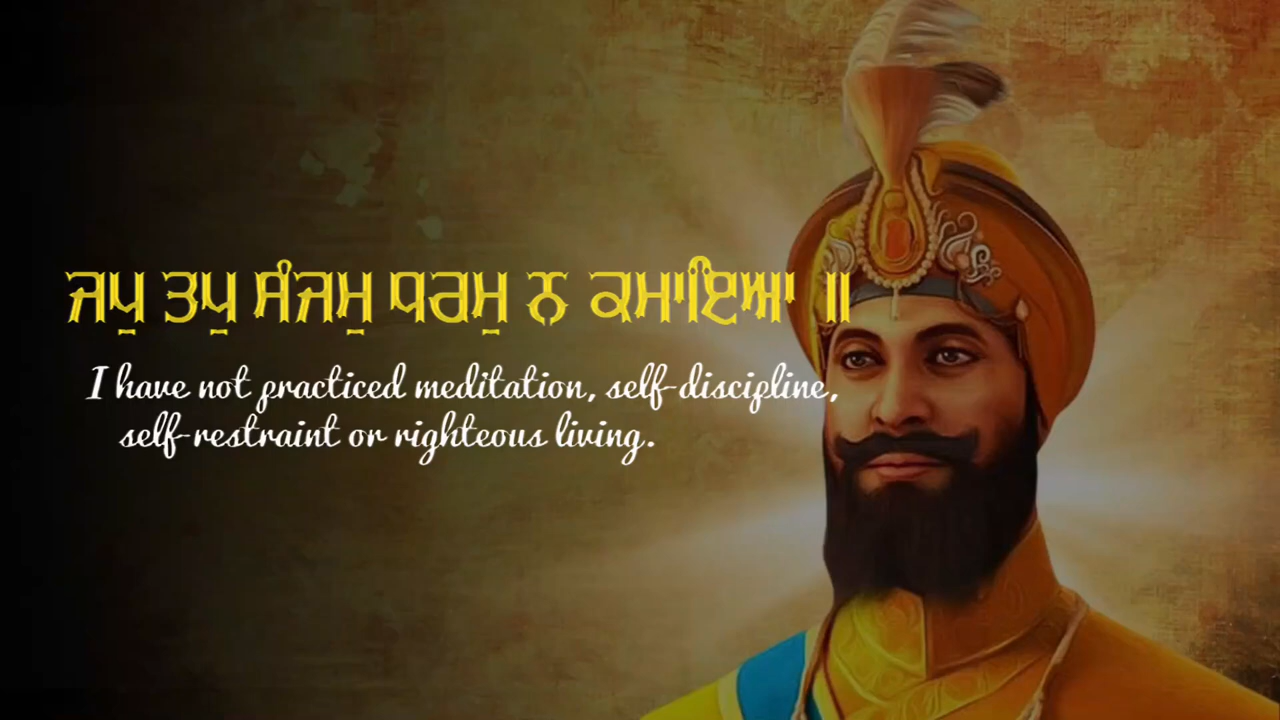 ਜਪੁ ਤਪੁ ਸੰਜਮੁ ਧਰਮੁ ਨ ਕਮਾਇਆ ॥
I have not practiced meditation, self-discipline,
self-restraint or righteous living.